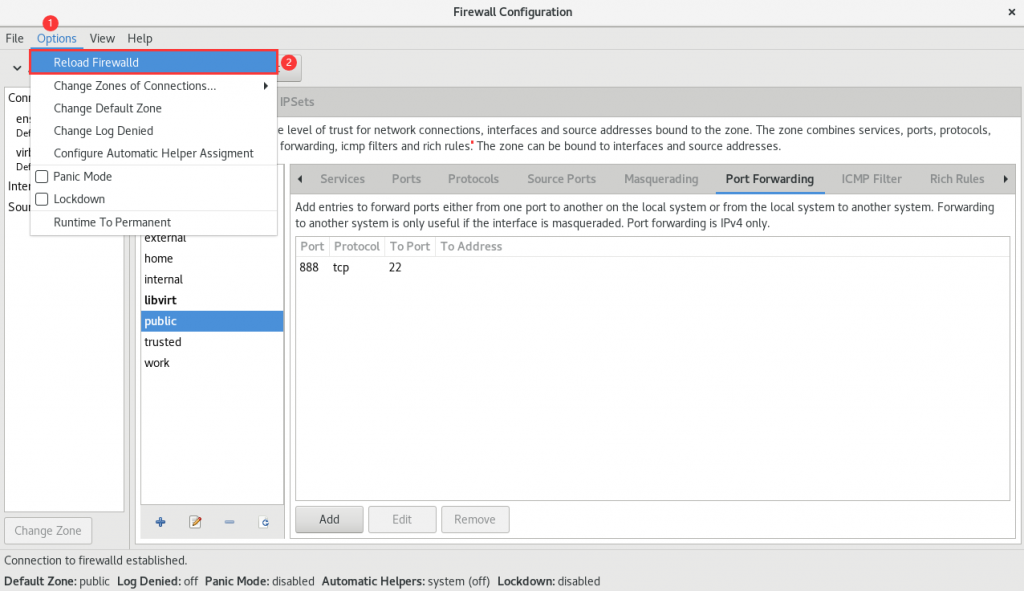 Firewall Configuration
×
1
File Options View Help
Reload Firewalld
2
Change Zones of Connections...
Change Default Zone
Change Log Denied
Configure Automatic Helper Assigment
Panic Mode
Lockdown
Runtime To Permanent
IPSets
e level of trust for network connections, interfaces and source addresses bound to the zone. The zone combines services, ports, protocols,
forwarding, icmp filters and rich rules. The zone can be bound to interfaces and source addresses.
Services Ports Protocols Source Ports Masquerading Port Forwarding ICMP Filter Rich Rules
Add entries to forward ports either from one port to another on the local system or from the local system to another system. Forwarding
to another system is only useful if the interface is masqueraded. Port forwarding is IPv4 only.
Port Protocol To Port To Address
888 tcp 22
external
home
internal
libvirt
public
trusted
work
Add Edit Remove
Change Zone
Connection to firewalld established.
Default Zone: public Log Denied: off Panic Mode: disabled Automatic Helpers: system (off) Lockdown: disabled